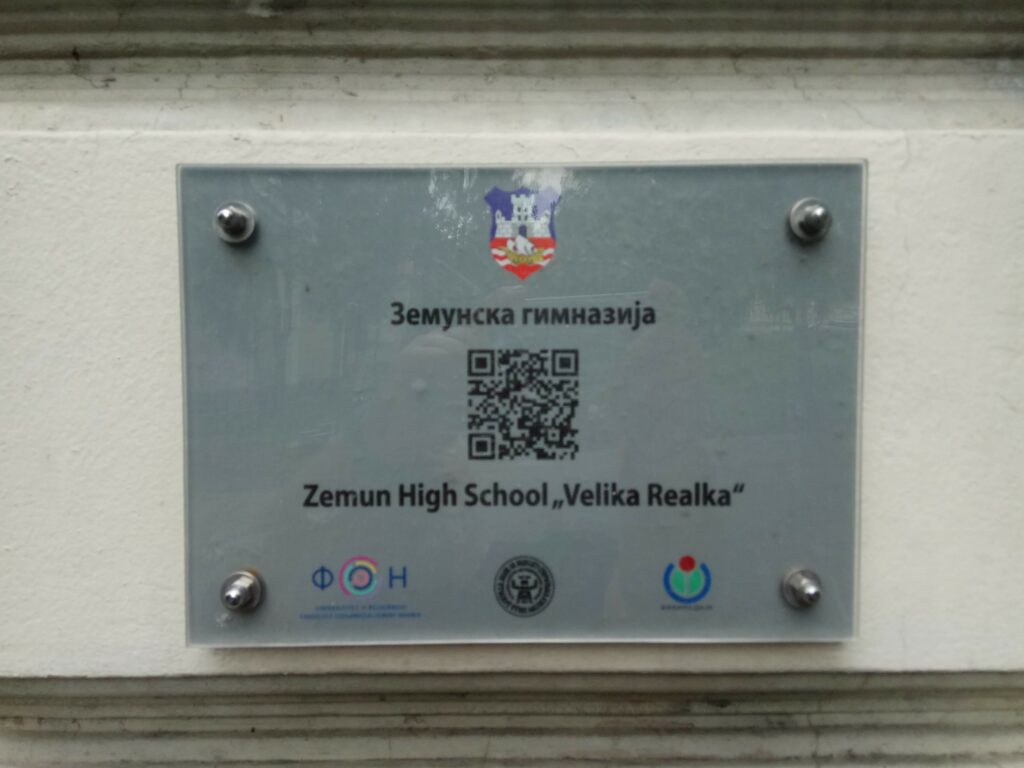 Земунска гимназија
Zemun High School „Velika Realka“
ФОН